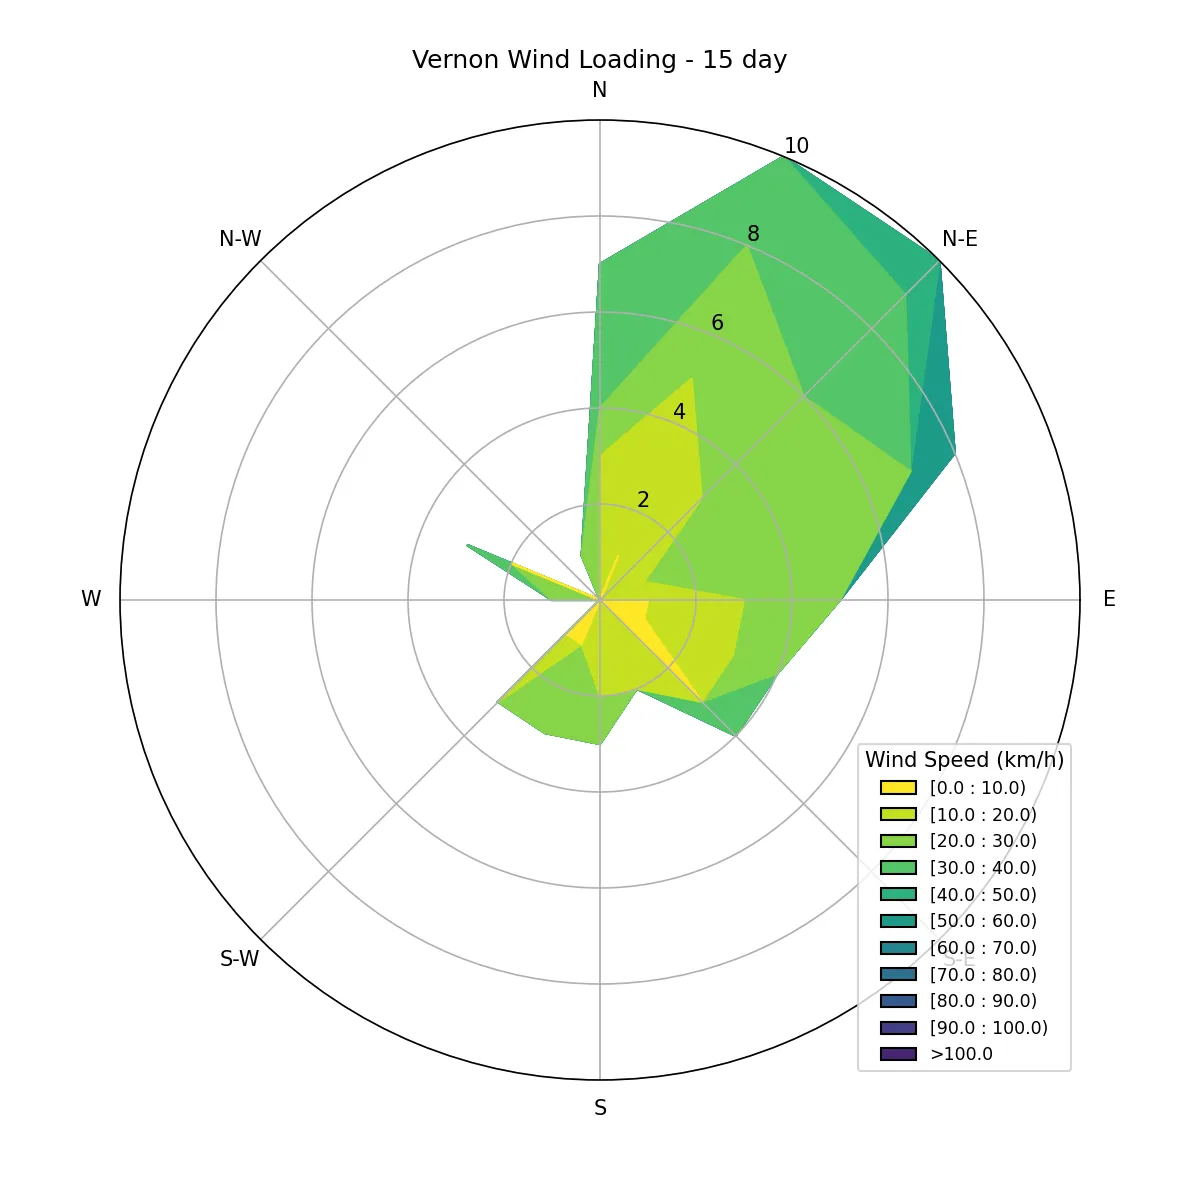 Vernon Wind Loading - 15 day
N
10
N-W
8
N-E
6
4
2
W
E
Wind Speed (km/h)
[0.0 : 10.0)
[10.0 : 20.0)
[20.0 : 30.0)
[30.0 : 40.0)
[40.0 : 50.0)
[50.0 : 60.0)
[60.0 : 70.0)
[70.0 : 80.0)
[80.0 : 90.0)
[90.0 : 100.0)
>100.0
S-W
S-E
S